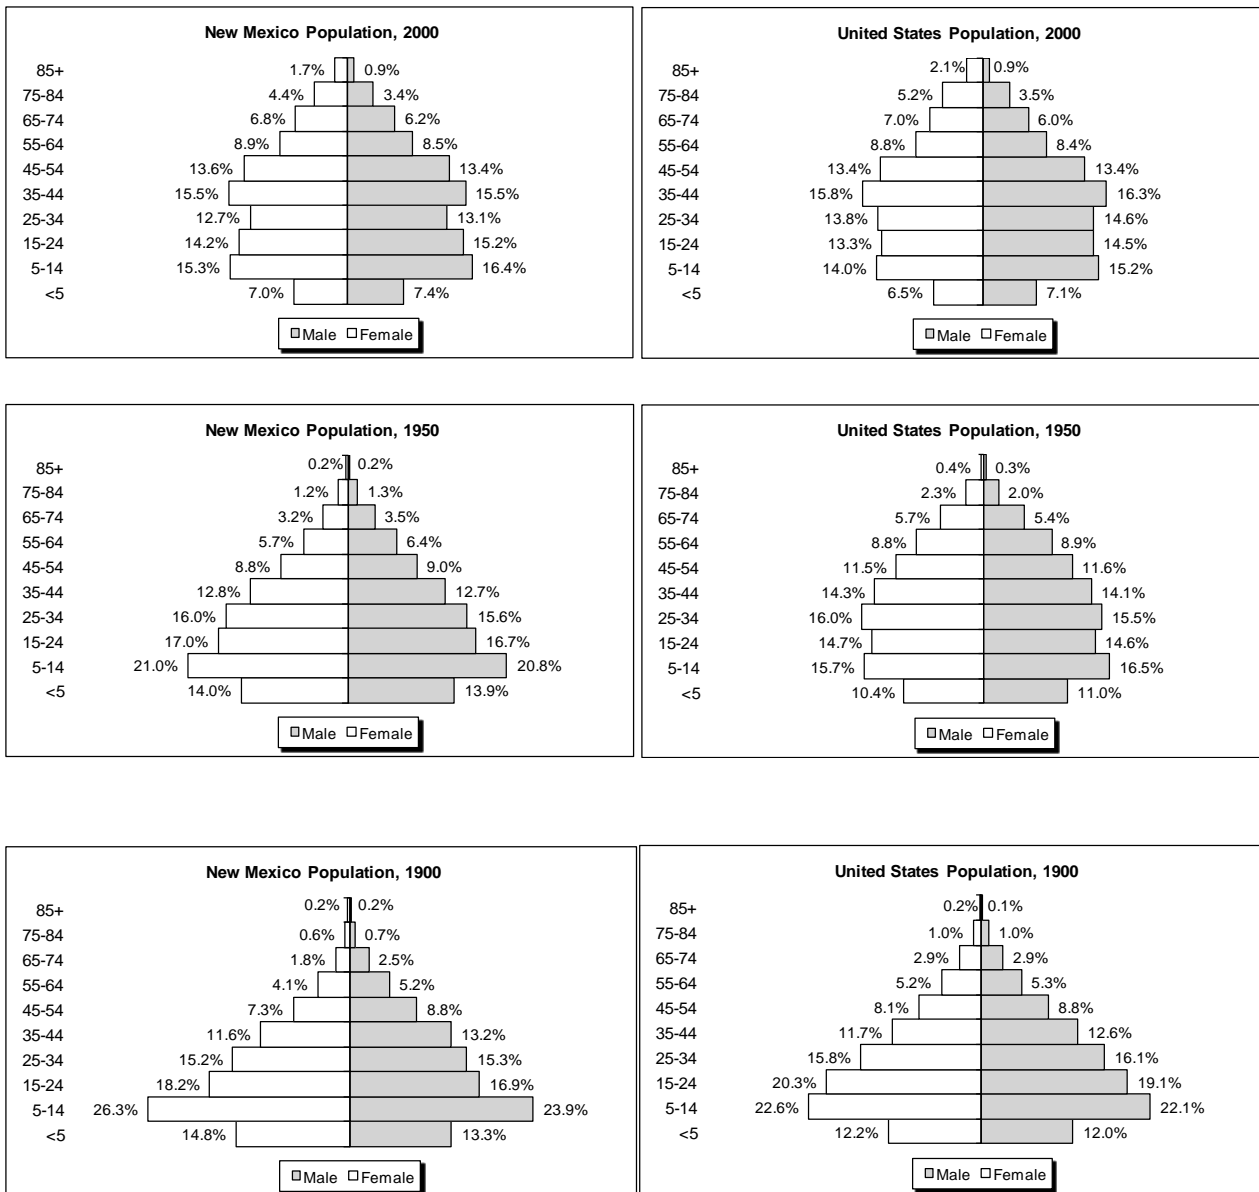 New Mexico Population, 2000
85+ 1.7% 0.9%
75-84 4.4% 3.4%
65-74 6.8% 6.2%
55-64 8.9% 8.5%
45-54 13.6% 13.4%
35-44 15.5% 15.5%
25-34 12.7% 13.1%
15-24 14.2% 15.2%
5-14 15.3% 16.4%
<5 7.0% 7.4%
Male Female
United States Population, 2000
85+ 2.1% 0.9%
75-84 5.2% 3.5%
65-74 7.0% 6.0%
55-64 8.8% 8.4%
45-54 13.4% 13.4%
35-44 15.8% 16.3%
25-34 13.8% 14.6%
15-24 13.3% 14.5%
5-14 14.0% 15.2%
<5 6.5% 7.1%
Male Female
New Mexico Population, 1950
85+ 0.2% 0.2%
75-84 1.2% 1.3%
65-74 3.2% 3.5%
55-64 5.7% 6.4%
45-54 8.8% 9.0%
35-44 12.8% 12.7%
25-34 16.0% 15.6%
15-24 17.0% 16.7%
5-14 21.0% 20.8%
<5 14.0% 13.9%
Male Female
United States Population, 1950
85+ 0.4% 0.3%
75-84 2.3% 2.0%
65-74 5.7% 5.4%
55-64 8.8% 8.9%
45-54 11.5% 11.6%
35-44 14.3% 14.1%
25-34 16.0% 15.5%
15-24 14.7% 14.6%
5-14 15.7% 16.5%
<5 10.4% 11.0%
Male Female
New Mexico Population, 1900
85+ 0.2% 0.2%
75-84 0.6% 0.7%
65-74 1.8% 2.5%
55-64 4.1% 5.2%
45-54 7.3% 8.8%
35-44 11.6% 13.2%
25-34 15.2% 15.3%
15-24 18.2% 16.9%
5-14 26.3% 23.9%
<5 14.8% 13.3%
Male Female
United States Population, 1900
85+ 0.2% 0.1%
75-84 1.0% 1.0%
65-74 2.9% 2.9%
55-64 5.2% 5.3%
45-54 8.1% 8.8%
35-44 11.7% 12.6%
25-34 15.8% 16.1%
15-24 20.3% 19.1%
5-14 22.6% 22.1%
<5 12.2% 12.0%
Male Female